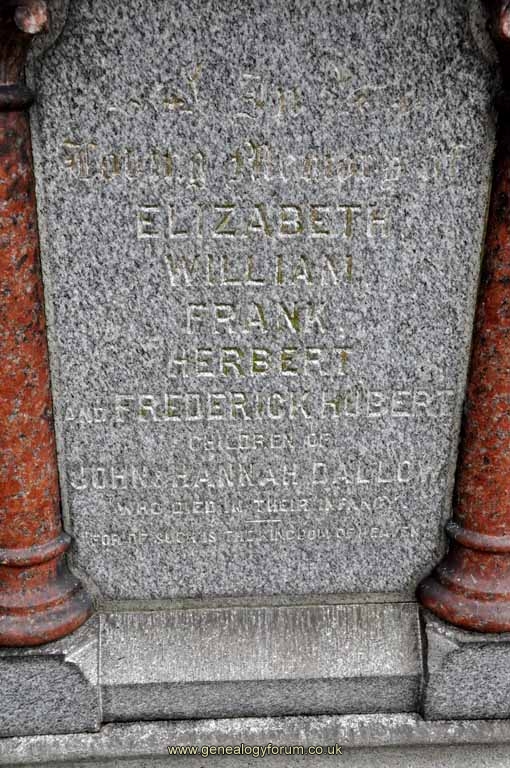 In
Loving Memory of
ELIZABETH
WILLIAM,
FRANK,
HERBERT
AND FREDERICK HUBERT
CHILDREN OF
JOHN & HANNAH DALLOW,
WHO DIED IN THEIR INFANCY
"FOR OF SUCH IS THE KINGDOM OF HEAVEN"
www.genealogyforum.co.uk